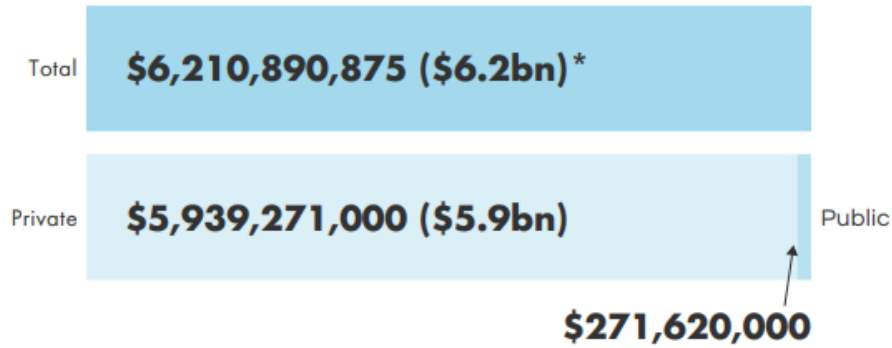 Total
$6,210,890,875 ($6.2bn)*
Private
$5,939,271,000 ($5.9bn)
Public
$271,620,000